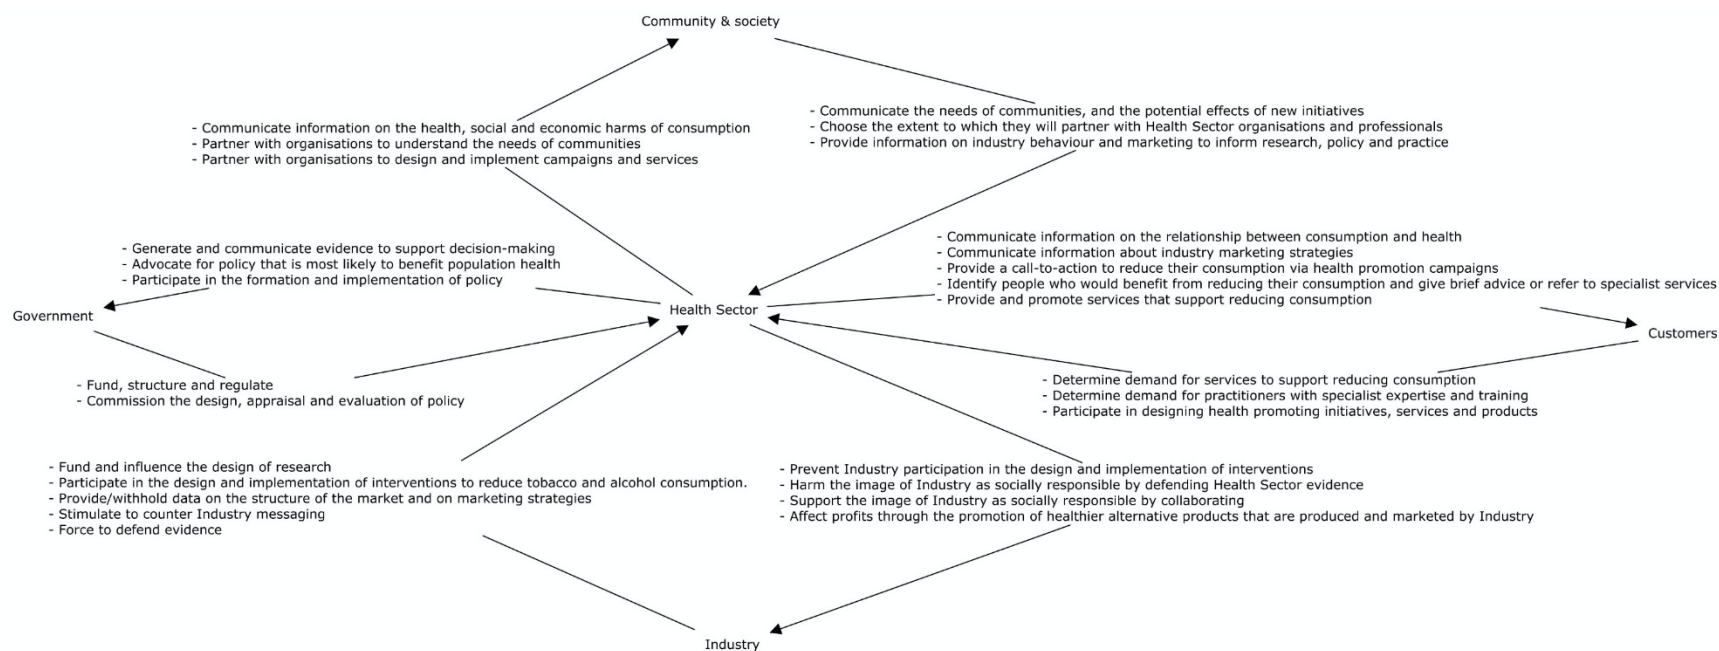 Community & society
- Communicate information on the health, social and economic harms of consumption
- Partner with organisations to understand the needs of communities
- Partner with organisations to design and implement campaigns and services
- Communicate the needs of communities, and the potential effects of new initiatives
- Choose the extent to which they will partner with Health Sector organisations and professionals
- Provide information on industry behaviour and marketing to inform research, policy and practice
- Generate and communicate evidence to support decision-making
- Advocate for policy that is most likely to benefit population health
- Participate in the formation and implementation of policy
- Communicate information on the relationship between consumption and health
- Communicate information about industry marketing strategies
- Provide a call-to-action to reduce their consumption via health promotion campaigns
- Identify people who would benefit from reducing their consumption and give brief advice or refer to specialist services
- Provide and promote services that support reducing consumption
Government
Health Sector
Customers
- Fund, structure and regulate
- Commission the design, appraisal and evaluation of policy
- Determine demand for services to support reducing consumption
- Determine demand for practitioners with specialist expertise and training
- Participate in designing health promoting initiatives, services and products
- Fund and influence the design of research
- Participate in the design and implementation of interventions to reduce tobacco and alcohol consumption.
- Provide/withhold data on the structure of the market and on marketing strategies
- Stimulate to counter Industry messaging
- Force to defend evidence
- Prevent Industry participation in the design and implementation of interventions
- Harm the image of Industry as socially responsible by defending Health Sector evidence
- Support the image of Industry as socially responsible by collaborating
- Affect profits through the promotion of healthier alternative products that are produced and marketed by Industry
Industry